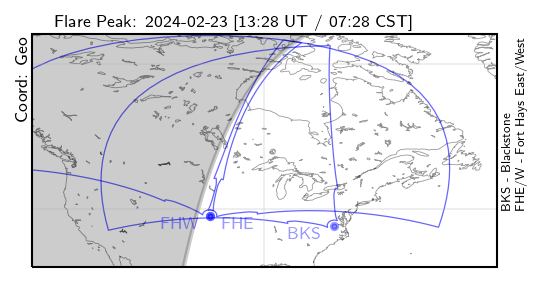 Flare Peak: 2024-02-23 [13:28 UT / 07:28 CST]
Coord: Geo
FHW
FHE
BKS
BKS - Blackstone
FHE/W - Fort Hays East/West